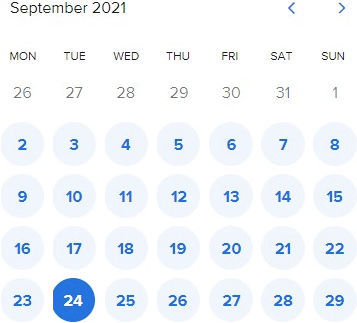 September 2021
MON TUE WED THU FRI SAT SUN
26 27 28 29 30 31 1
2 3 4 5 6 7 8
9 10 11 12 13 14 15
16 17 18 19 20 21 22
23 24 25 26 27 28 29